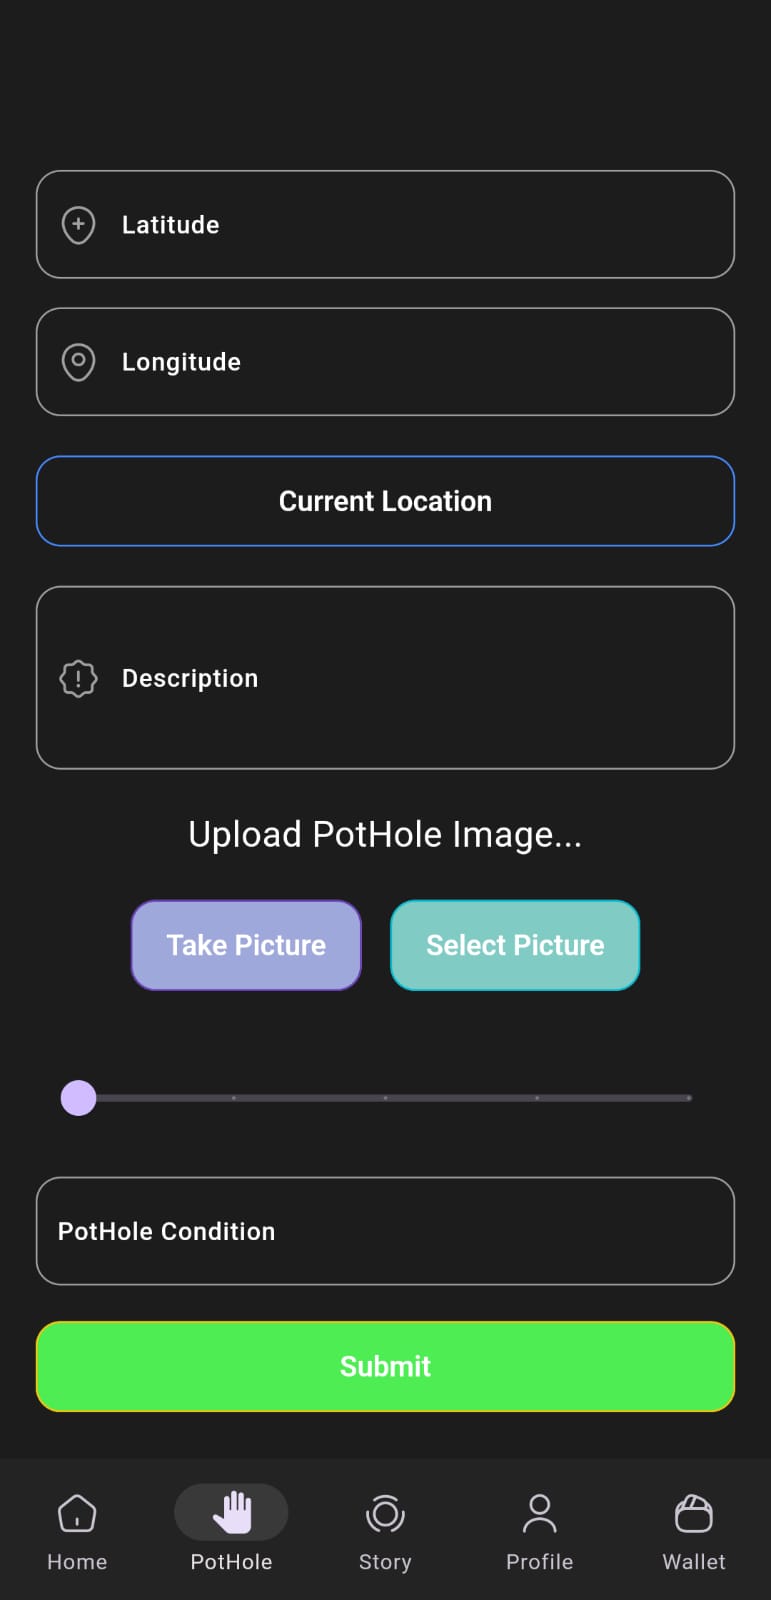 Latitude
Longitude
Current Location
Description
Upload PotHole Image...
Take Picture Select Picture
PotHole Condition
Submit
Home PotHole Story Profile Wallet